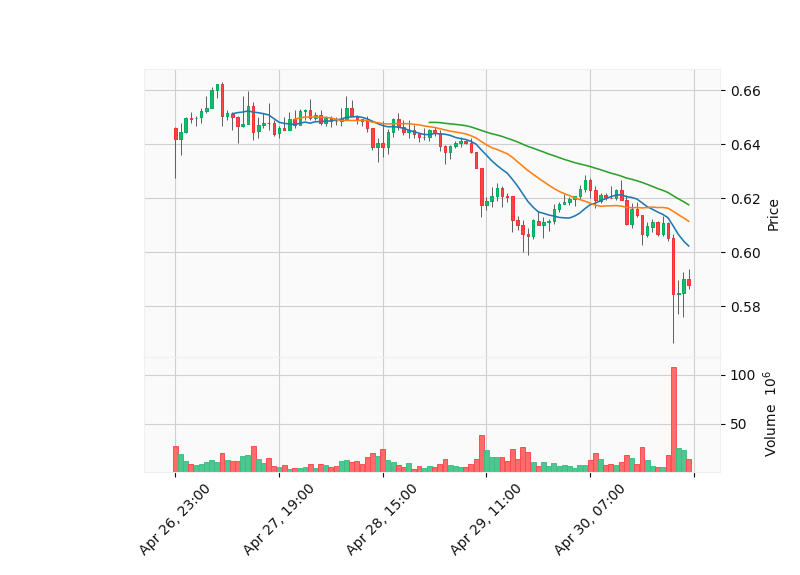 0.66
0.64
0.62
0.60
0.58
Price
100
50
Volume 10^6
Apr 26, 23:00
Apr 27, 19:00
Apr 28, 15:00
Apr 29, 11:00
Apr 30, 07:00